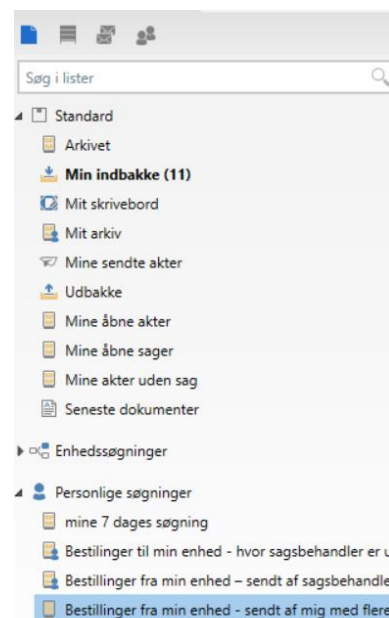 Søg i lister
Standard
Arkivet
Min indbakke (11)
Mit skrivebord
Mit arkiv
Mine sendte akter
Udbakke
Mine åbne akter
Mine åbne sager
Mine akter uden sag
Seneste dokumenter
Enhedssøgninger
Personlige søgninger
mine 7 dages søgning
Bestilinger til min enhed - hvor sagsbehandler er
Bestillinger fra min enhed – sendt af
Bestillinger fra min enhed - sendt af mig med flere